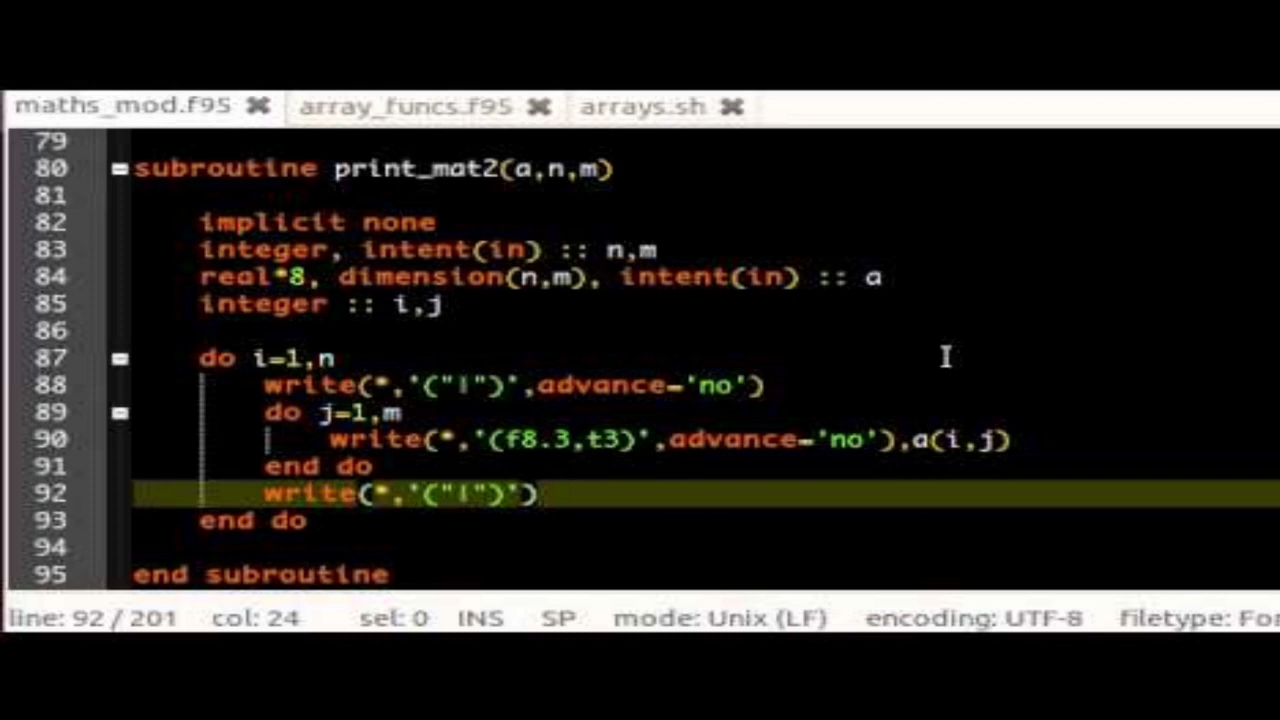 maths_mod.f95 ✖ array_funcs.f95 ✖ arrays.sh ✖
79
80 subroutine print_mat2(a,n,m)
81
82 implicit none
83 integer, intent(in) :: n,m
84 real*8, dimension(n,m), intent(in) :: a
85 integer :: i,j
86
87 do i=1,n
88 write(*,'("|")',advance='no')
89 do j=1,m
90 write(*,'(f8.3,t3)',advance='no'),a(i,j)
91 end do
92 write(*,'("|")')
93 end do
94
95 end subroutine
line: 92 / 201 col: 24 sel: 0 INS SP mode: Unix (LF) encoding: UTF-8 filetype: For